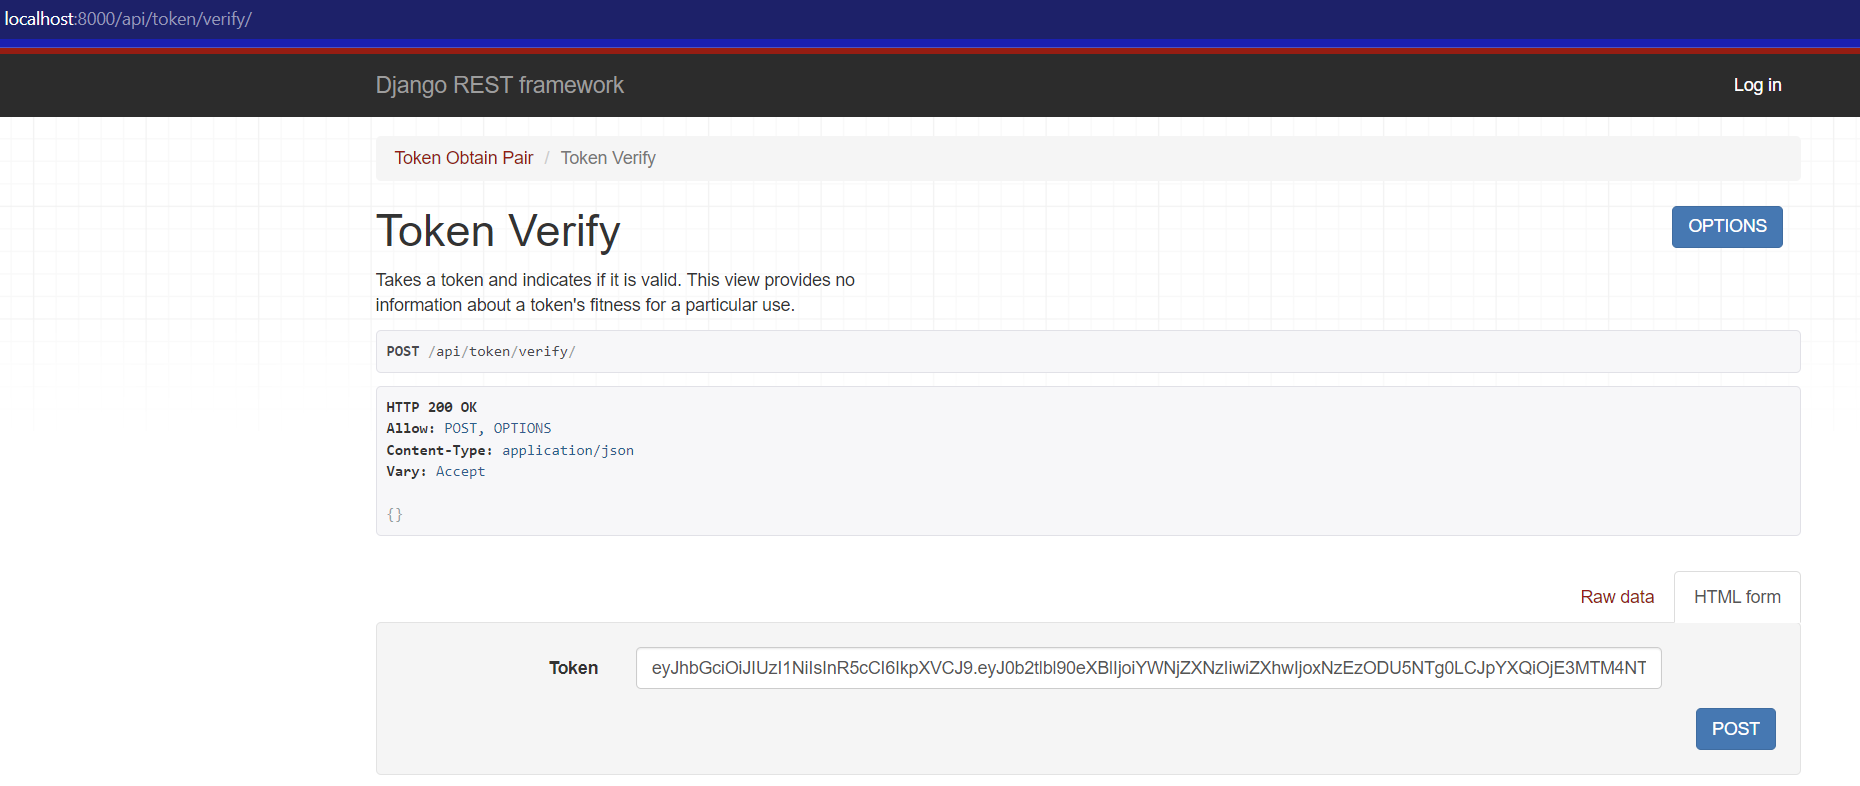 localhost:8000/api/token/verify/
Django REST framework
Log in
Token Obtain Pair / Token Verify
Token Verify
OPTIONS
Takes a token and indicates if it is valid. This view provides no
information about a token's fitness for a particular use.
POST /api/token/verify/
HTTP 200 OK
Allow: POST, OPTIONS
Content-Type: application/json
Vary: Accept
{}
Raw data
HTML form
Token
eyJhbGciOiJIUzI1NiIsInR5cCI6IkpXVCJ9.eyJ0b2tlbl90eXBlIjoiYWNjZXNzIiwiZXhwIjoxNzEzODU5NTg0LCJpYXQiOjE3MTM4NT
POST